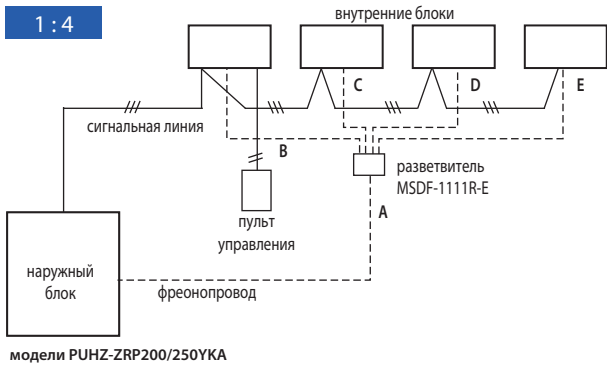 1 : 4
внутренние блоки
C
D
E
сигнальная линия
B
разветвитель
MSDF-1111R-E
A
пульт
управления
наружный
блок
фреонопровод
модели PUHZ-ZRP200/250YKA